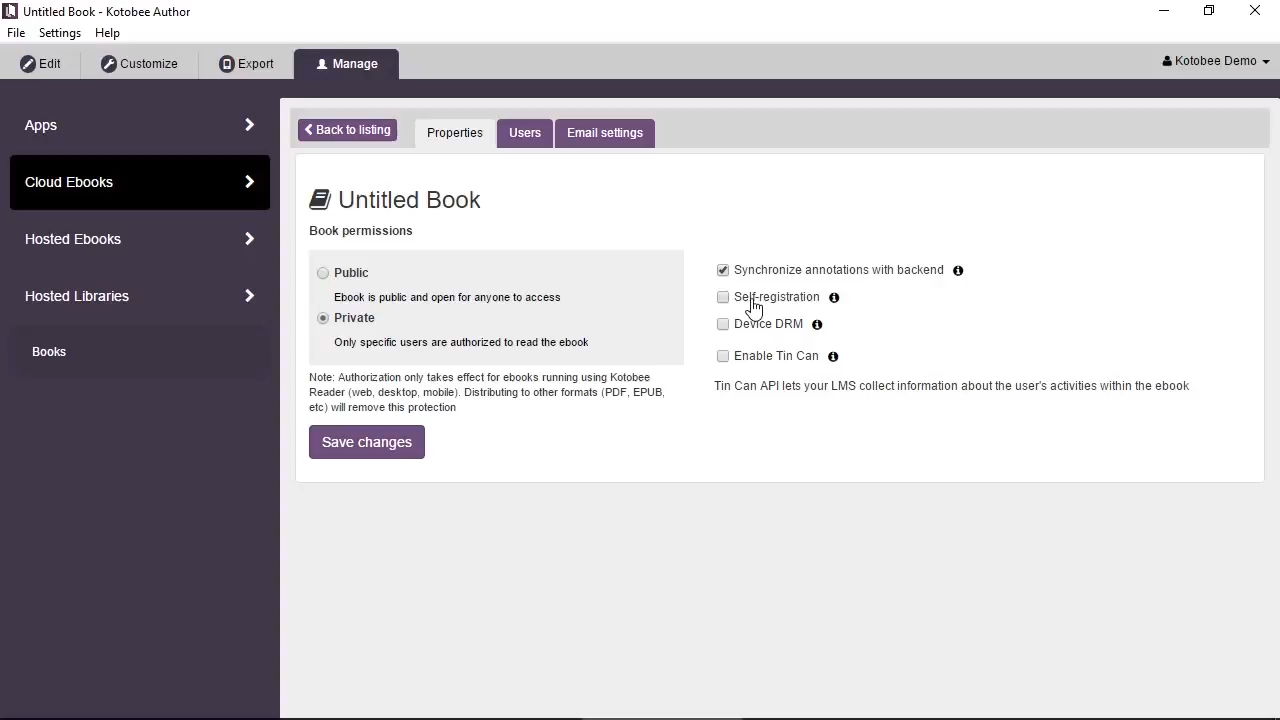 Untitled Book - Kotobee Author
File Settings Help
Edit Customize Export Manage Kotobee Demo
Apps
Cloud Ebooks
Hosted Ebooks
Hosted Libraries
Books
Back to listing Properties Users Email settings
Untitled Book
Book permissions
Public
Ebook is public and open for anyone to access
Private
Only specific users are authorized to read the ebook
Note: Authorization only takes effect for ebooks running using Kotobee
Reader (web, desktop, mobile). Distributing to other formats (PDF, EPUB,
etc) will remove this protection
Save changes
Synchronize annotations with backend
Self-registration
Device DRM
Enable Tin Can
Tin Can API lets your LMS collect information about the user's activities within the ebook